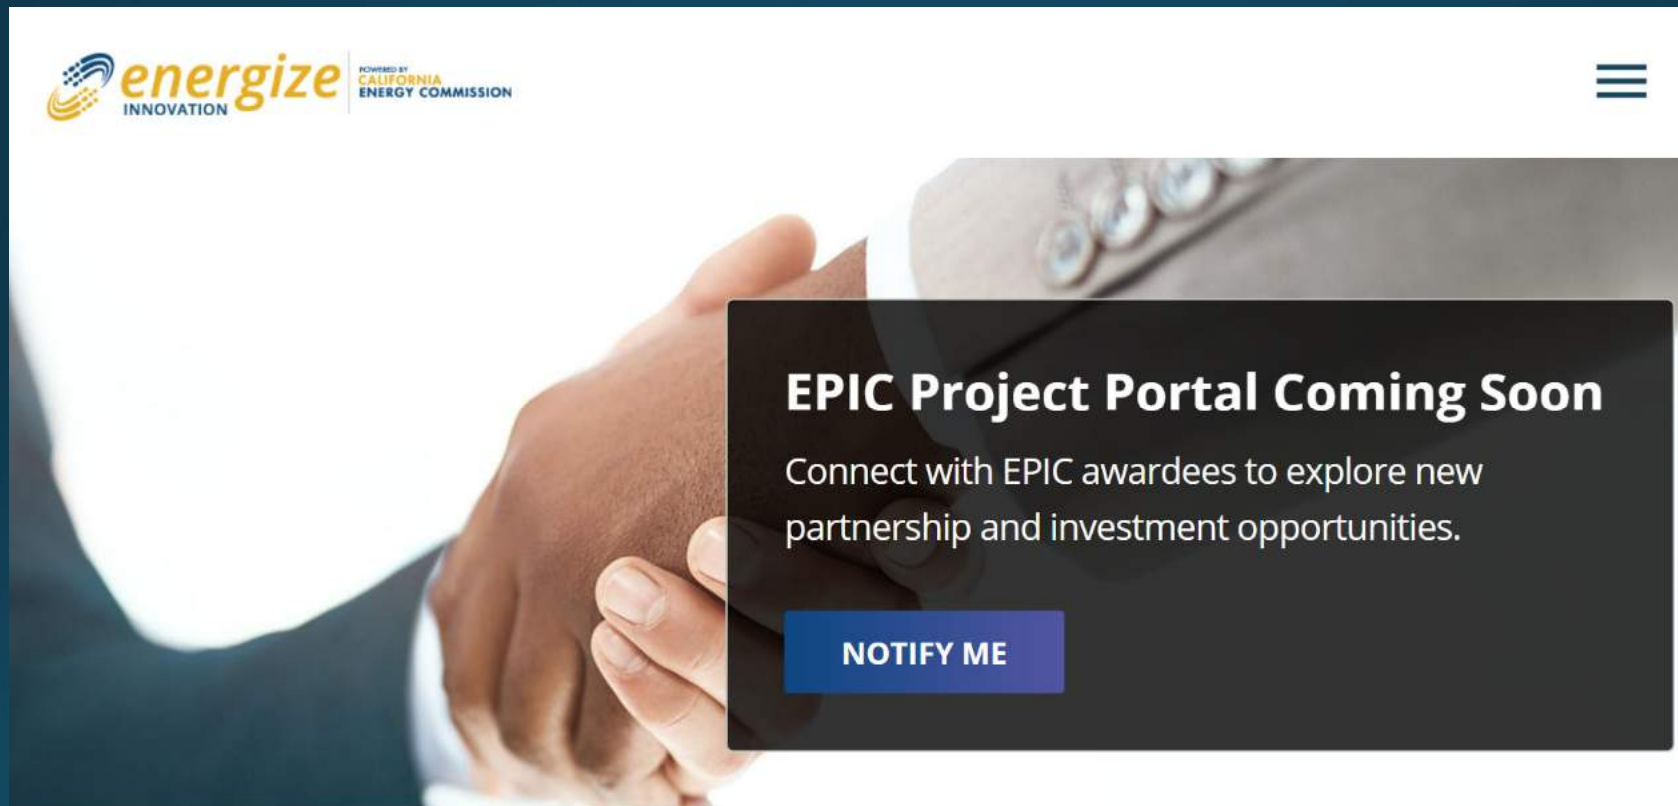 energize
INNOVATION
POWERED BY
CALIFORNIA
ENERGY COMMISSION
EPIC Project Portal Coming Soon
Connect with EPIC awardees to explore new
partnership and investment opportunities.
NOTIFY ME